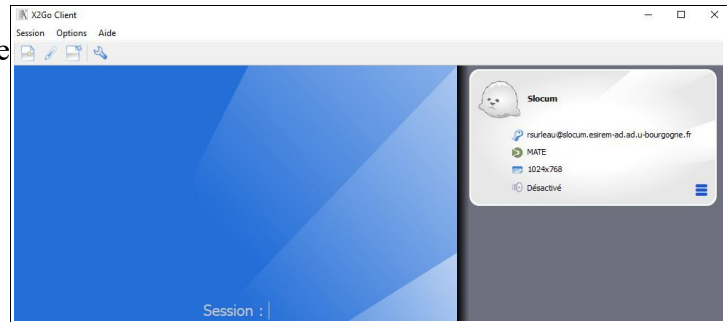 X2Go Client
Session Options Aide
e
Slocum
rsurleau@slocum.esirem-ad.ad.u-bourgogne.fr
MATE
1024x768
Désactivé
Session :